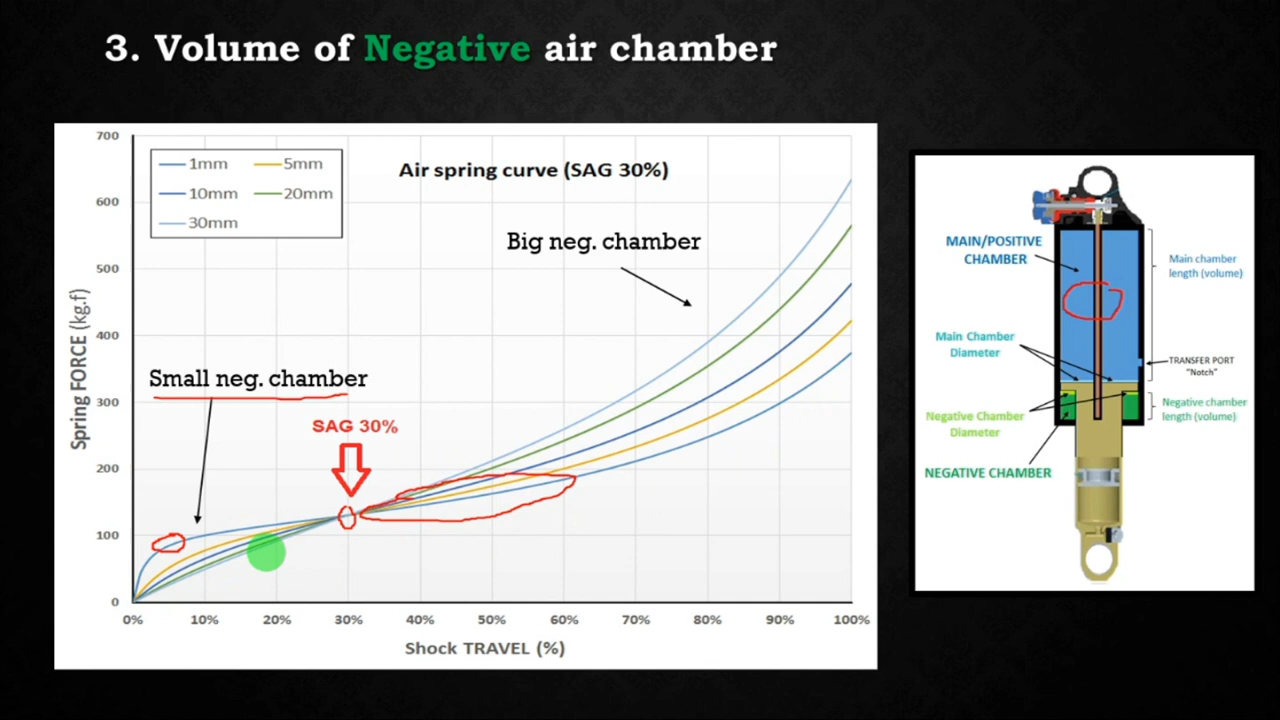 3. Volume of Negative air chamber
700
600
500
400
300
200
100
0
Spring FORCE (kg.f)
1mm
5mm
10mm
20mm
30mm
Air spring curve (SAG 30%)
Big neg. chamber
Small neg. chamber
SAG 30%
0%
10%
20%
30%
40%
50%
60%
70%
80%
90%
100%
Shock TRAVEL (%)
MAIN/POSITIVE
CHAMBER
Main chamber
length (volume)
Main Chamber
Diameter
TRANSFER PORT
"Notch"
Negative Chamber
Diameter
Negative chamber
length (volume)
NEGATIVE CHAMBER